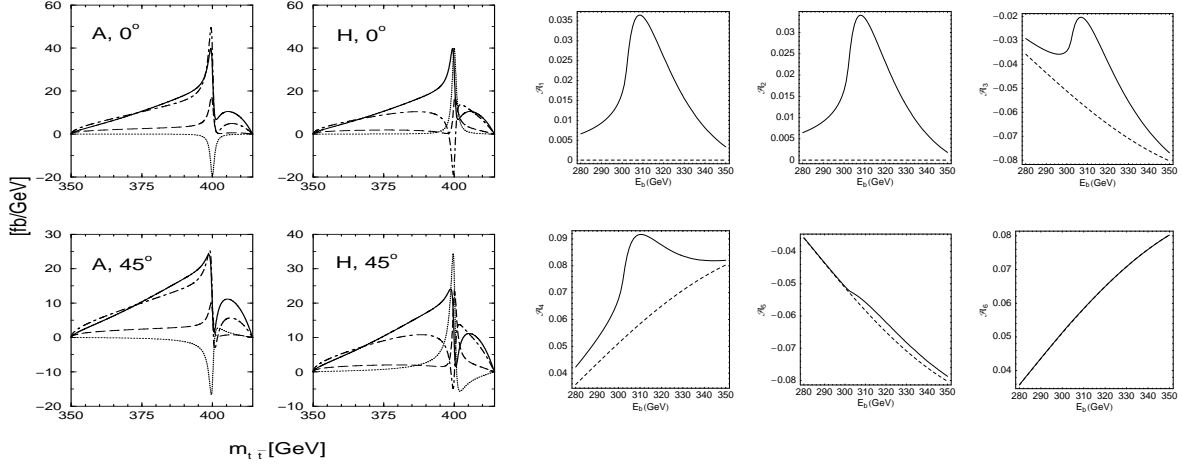 [fb/GeV]
A, 0°
60
40
20
0
−20
350 375 400
H, 0°
60
40
20
0
−20
350 375 400
A, 45°
30
20
10
0
−10
−20
350 375 400
H, 45°
40
30
20
10
0
−10
350 375 400
m t t̄ [GeV]
𝒜₁
0.035
0.03
0.025
0.02
0.015
0.01
0.005
0
280 290 300 310 320 330 340 350
E_b (GeV)
𝒜₂
0.03
0.025
0.02
0.015
0.01
0.005
0
280 290 300 310 320 330 340 350
E_b (GeV)
𝒜₃
−0.02
−0.03
−0.04
−0.05
−0.06
−0.07
−0.08
280 290 300 310 320 330 340 350
E_b (GeV)
𝒜₄
0.09
0.08
0.07
0.06
0.05
0.04
280 290 300 310 320 330 340 350
E_b (GeV)
𝒜₅
−0.04
−0.05
−0.06
−0.07
−0.08
280 290 300 310 320 330 340 350
E_b (GeV)
𝒜₆
0.08
0.07
0.06
0.05
0.04
280 290 300 310 320 330 340 350
E_b (GeV)